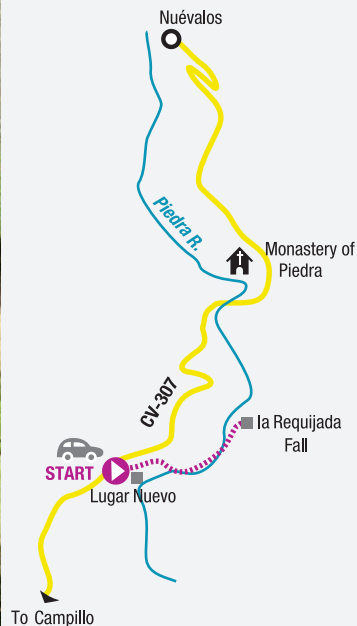 Nuévalos
Piedra R.
Monastery of
Piedra
CV-307
la Requijada
Fall
START
Lugar Nuevo
To Campillo